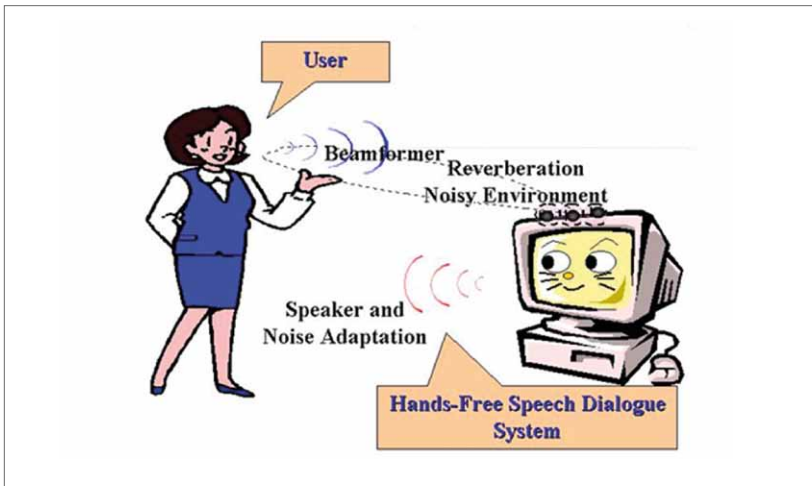 User
Beamformer
Reverberation
Noisy Environment
Speaker and
Noise Adaptation
Hands-Free Speech Dialogue
System